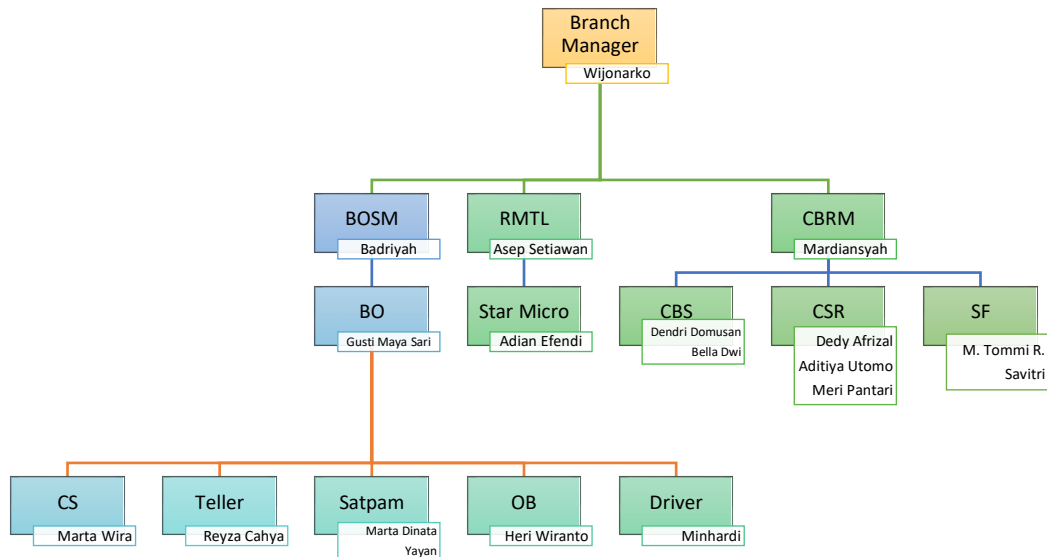 Branch
Manager
Wijonarko
BOSM
Badriyah
RMTL
Asep Setiawan
CBRM
Mardiansyah
BO
Gusti Maya Sari
Star Micro
Adian Efendi
CBS
Dendri Domusan
Bella Dwi
CSR
Dedy Afrizal
Aditiya Utomo
Meri Pantari
SF
M. Tommi R.
Savitri
CS
Marta Wira
Teller
Reyza Cahya
Satpam
Marta Dinata
Yayan
OB
Heri Wiranto
Driver
Minhardi